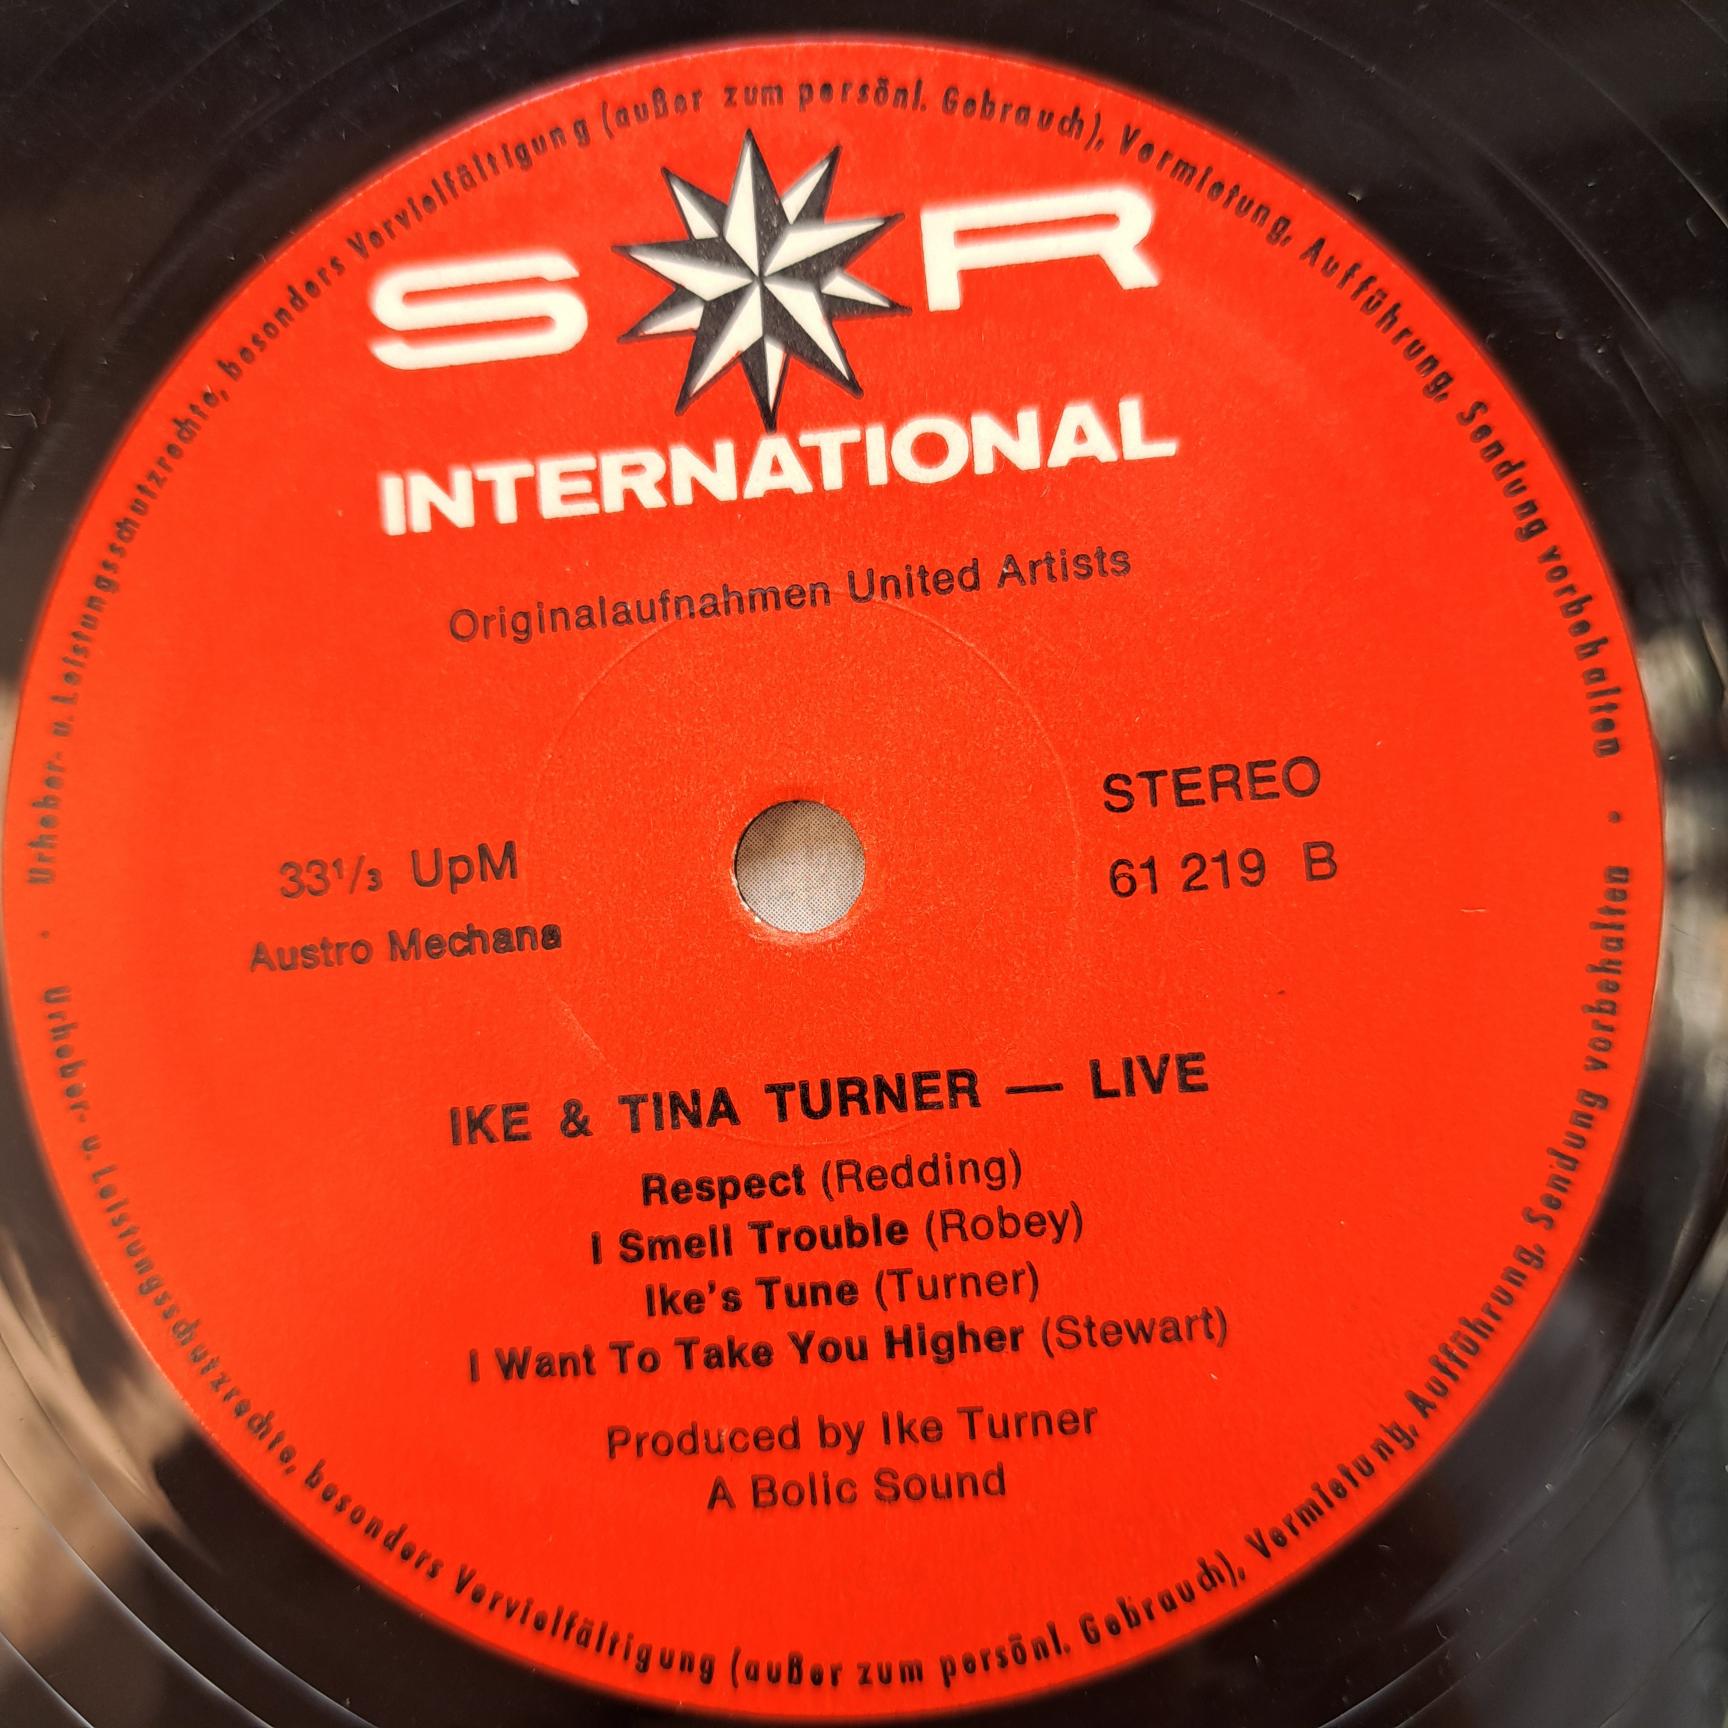 Urheber- u. Leistungsschutzrechte, besonders Vervielfältigung (außer zum persönl. Gebrauch), Vermietung, Aufführung, Sendung vorbehalten
S R
INTERNATIONAL
Originalaufnahmen United Artists
STEREO
33¹/₃ UpM
61 219 B
Austro Mechana
IKE & TINA TURNER — LIVE
Respect (Redding)
I Smell Trouble (Robey)
Ike's Tune (Turner)
I Want To Take You Higher (Stewart)
Produced by Ike Turner
A Bolic Sound
Urheber- u. Leistungsschutzrechte, besonders Vervielfältigung (außer zum persönl. Gebrauch), Vermietung, Aufführung, Sendung vorbehalten